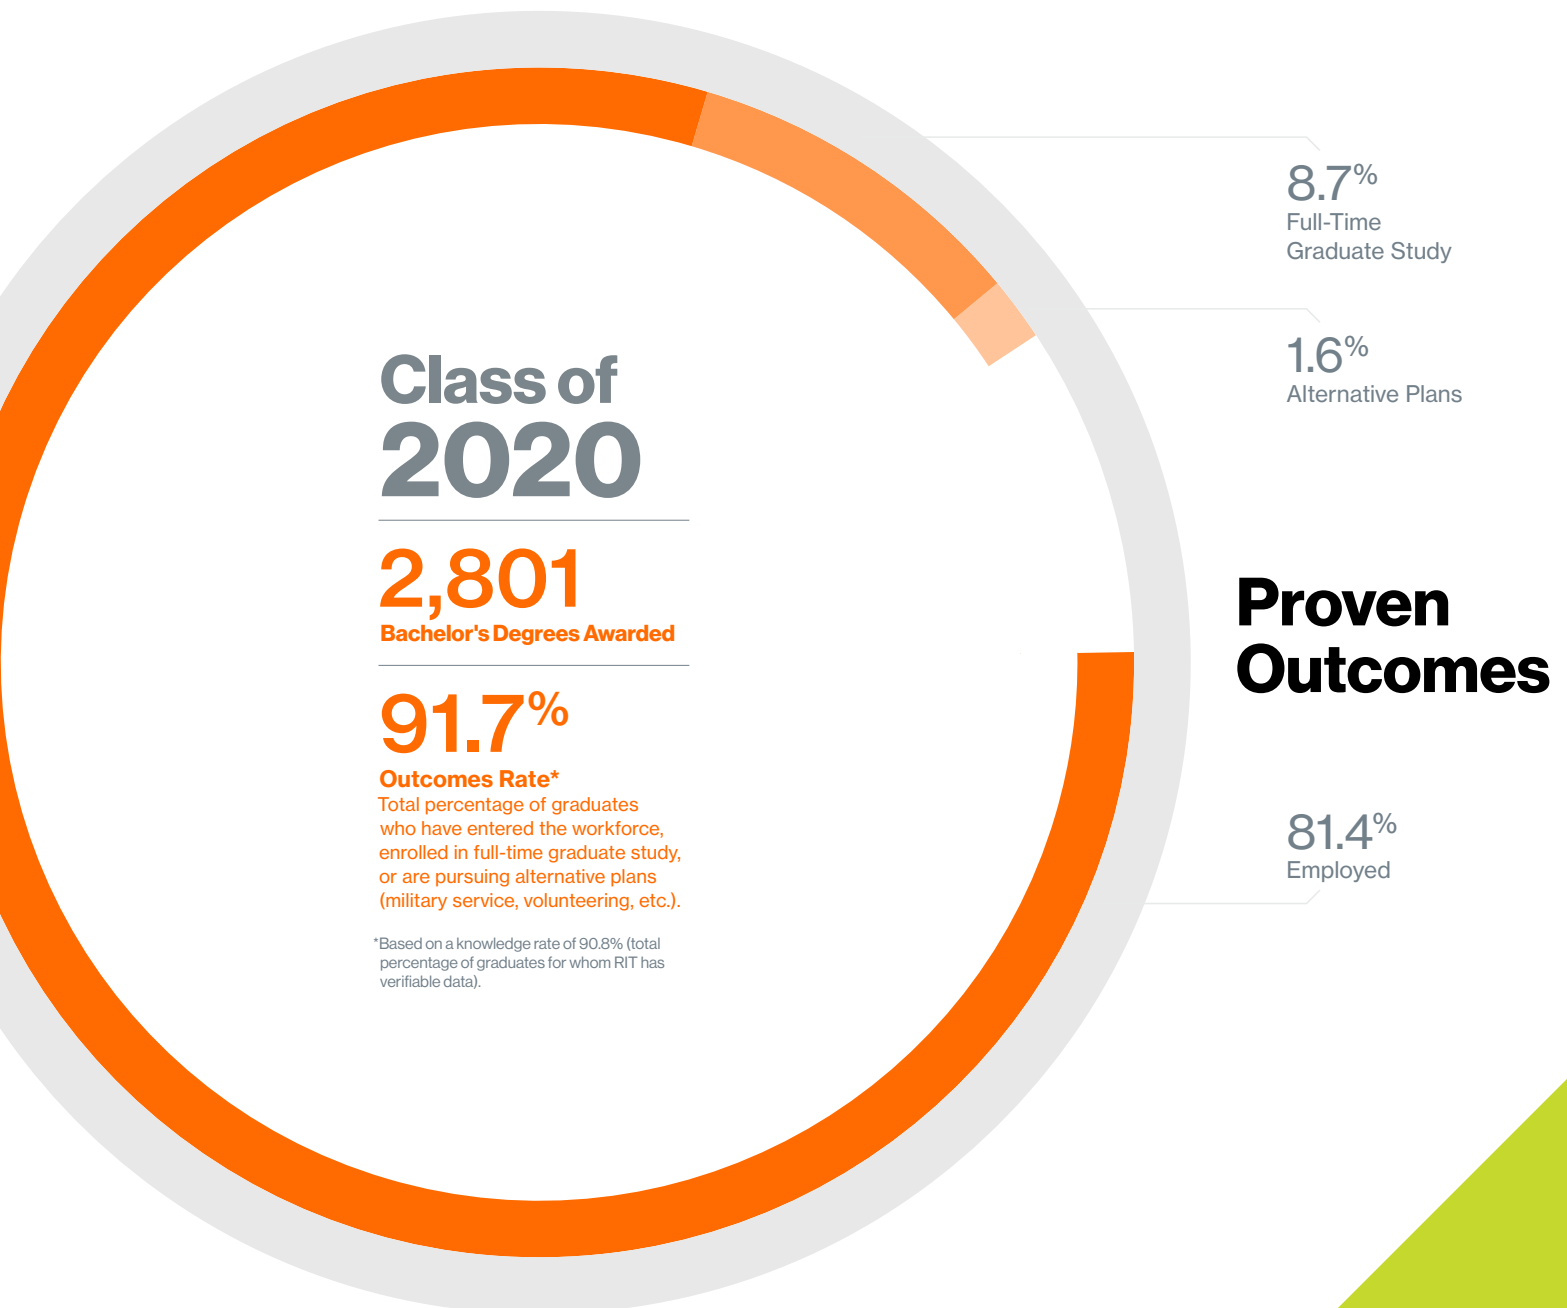 Class of
2020
2,801
Bachelor's Degrees Awarded
91.7%
Outcomes Rate*
Total percentage of graduates
who have entered the workforce,
enrolled in full-time graduate study,
or are pursuing alternative plans
(military service, volunteering, etc.).
*Based on a knowledge rate of 90.8% (total
percentage of graduates for whom RIT has
verifiable data).
8.7%
Full-Time
Graduate Study
1.6%
Alternative Plans
Proven
Outcomes
81.4%
Employed